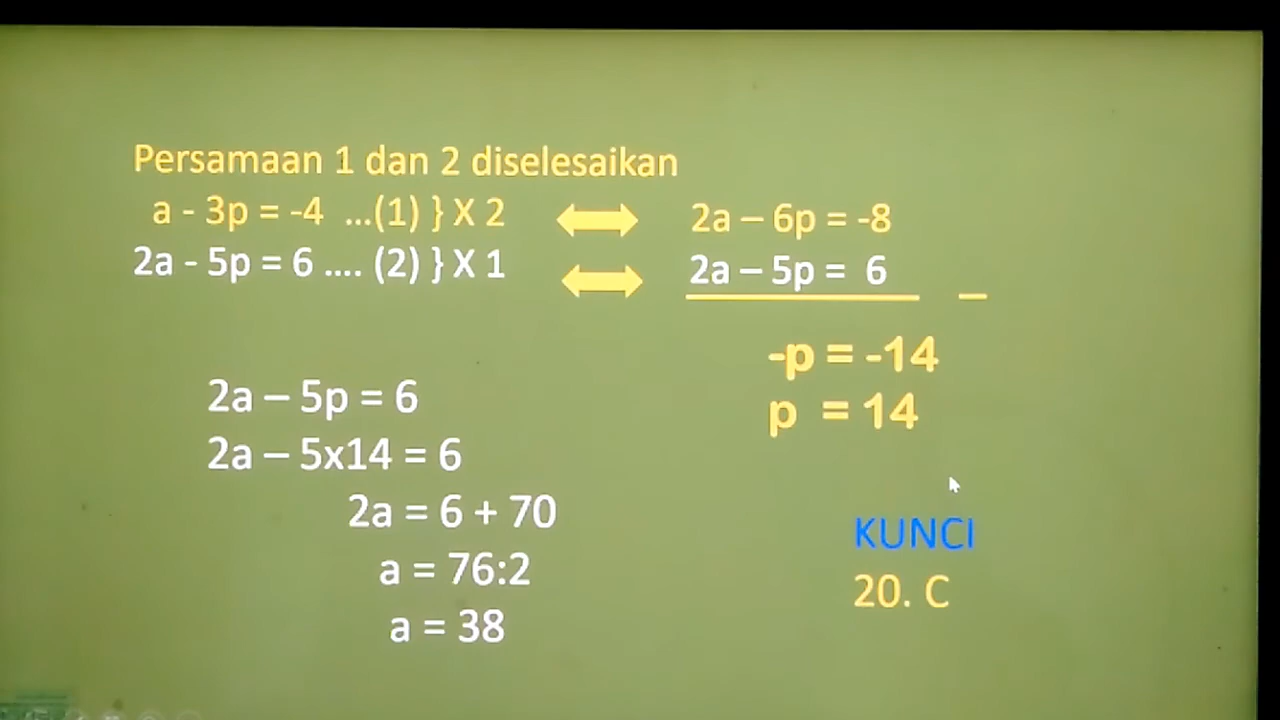 Persamaan 1 dan 2 diselesaikan
a - 3p = -4 ...(1) } X 2 2a – 6p = -8
2a - 5p = 6 .... (2) } X 1 2a – 5p = 6
–
-p = -14
p = 14
2a – 5p = 6
2a – 5x14 = 6
2a = 6 + 70
a = 76:2
a = 38
KUNCI
20. C